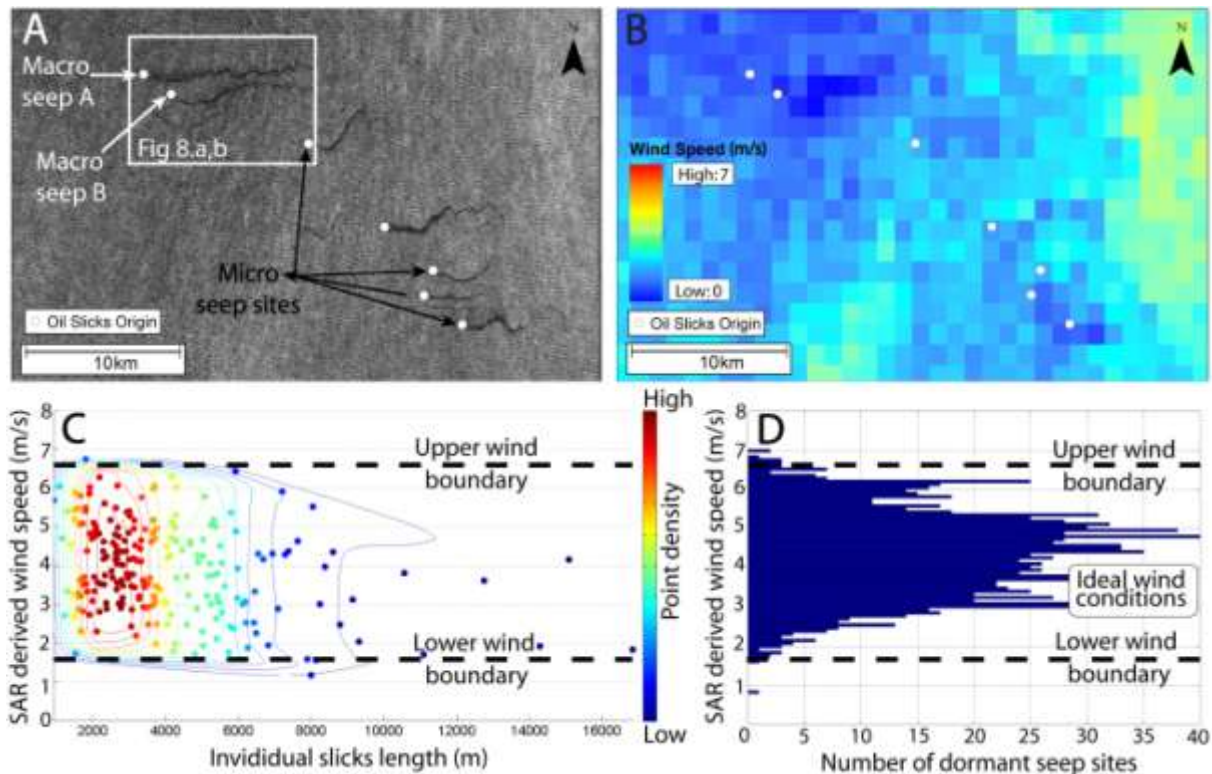 A
N
Macro
seep A
Macro
seep B
Fig 8.a,b
Micro
seep sites
Oil Slicks Origin
10km
B
N
Wind Speed (m/s)
High: 7
Low: 0
Oil Slicks Origin
10km
C
SAR derived wind speed (m/s)
8
7
6
5
4
3
2
1
0
Upper wind
boundary
Lower wind
boundary
2000 4000 6000 8000 10000 12000 14000 16000
Invididual slicks length (m)
High
Point density
Low
D
SAR derived wind speed (m/s)
8
7
6
5
4
3
2
1
0
Upper wind
boundary
Ideal wind
conditions
Lower wind
boundary
0 5 10 15 20 25 30 35 40
Number of dormant seep sites